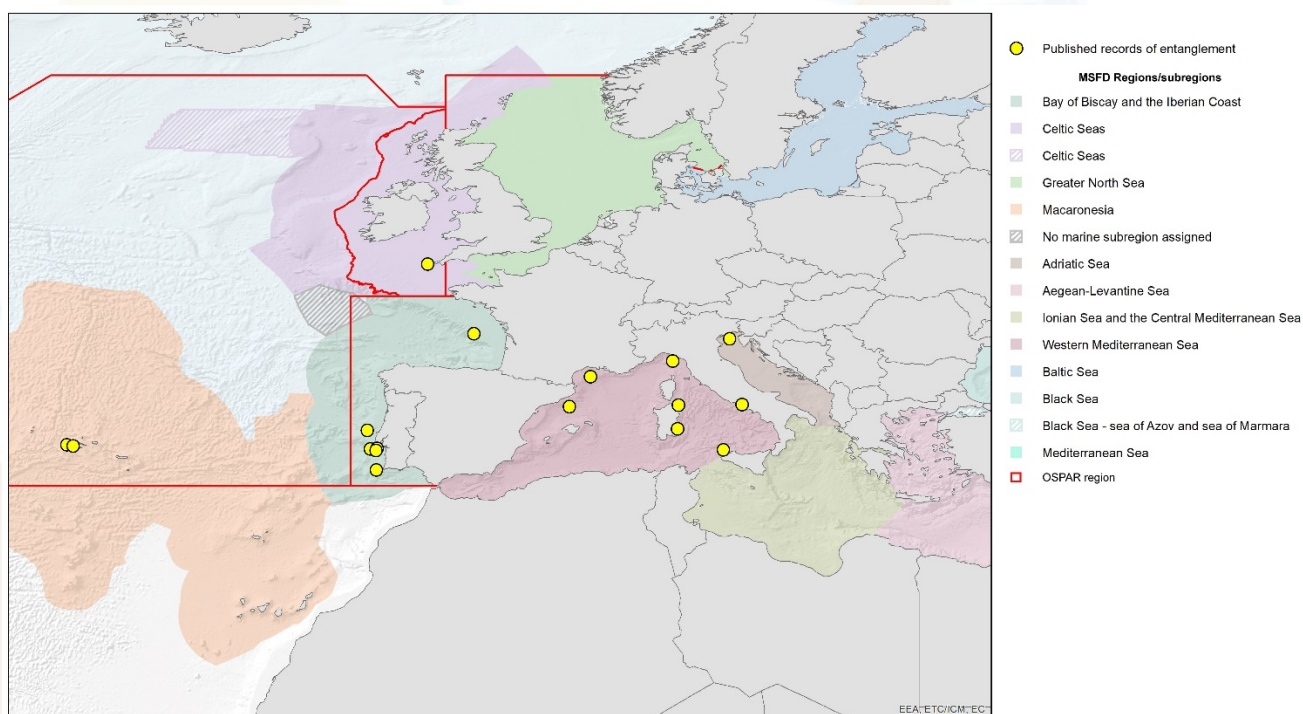 Published records of entanglement
MSFD Regions/subregions
Bay of Biscay and the Iberian Coast
Celtic Seas
Celtic Seas
Greater North Sea
Macaronesia
No marine subregion assigned
Adriatic Sea
Aegean-Levantine Sea
Ionian Sea and the Central Mediterranean Sea
Western Mediterranean Sea
Baltic Sea
Black Sea
Black Sea - sea of Azov and sea of Marmara
Mediterranean Sea
OSPAR region
EEA, ETC/ICM, EC